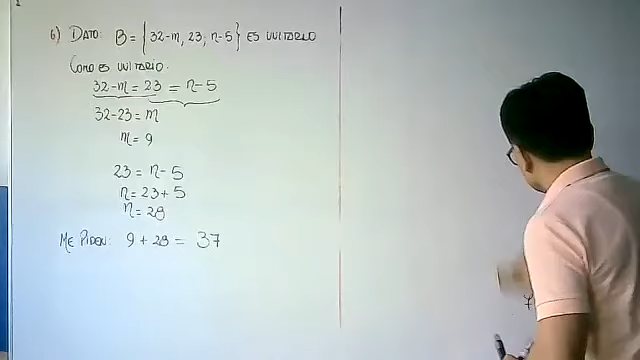 6) DATO: B = { 32-m, 23; n-5 } ES UNITARIO
COMO ES UNITARIO.
32-m = 23 = n-5
32-23 = m
m = 9
23 = n-5
n = 23+5
n = 28
ME PIDEN: 9 + 28 = 37